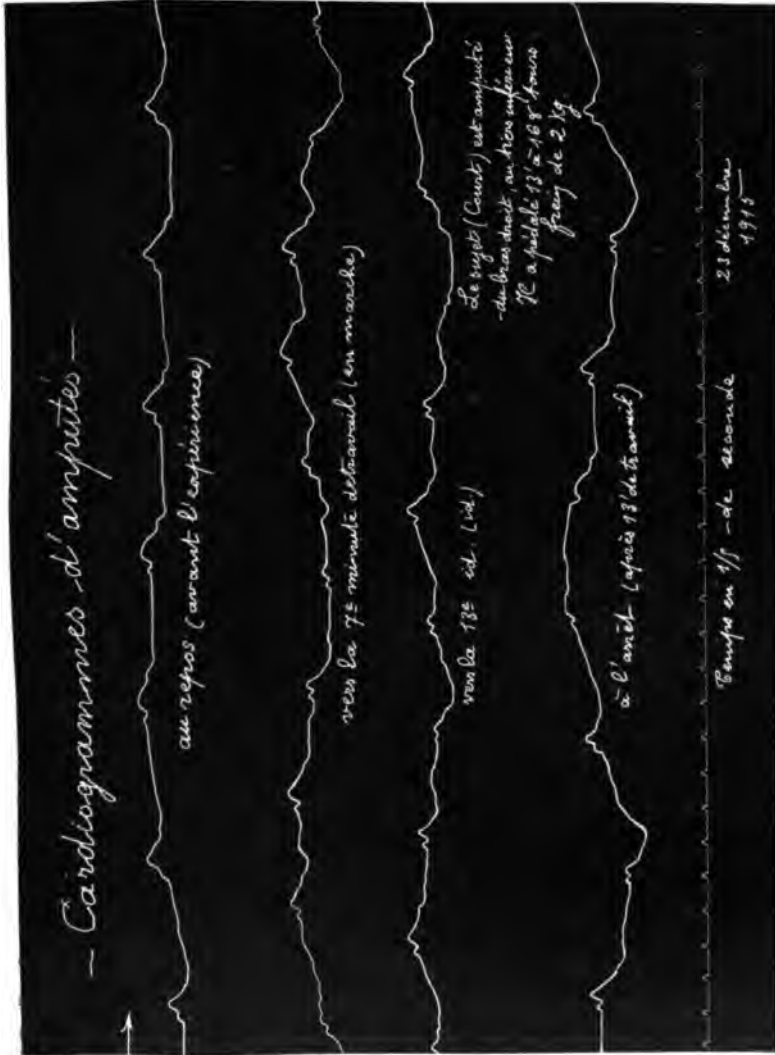 — Cardiogrammes d'amputés —
au repos (avant l'expérience)
vers la 7e minute de travail (en marche)
vers la 13e id. (id.)
Le sujet (Court) est amputé
du bras droit, au tiers inférieur
Il a pédalé 13' à 168 tours
frein de 2 Kg.
à l'arrêt (après 13' de travail)
Temps en 1/5 de seconde
23 décembre
1915